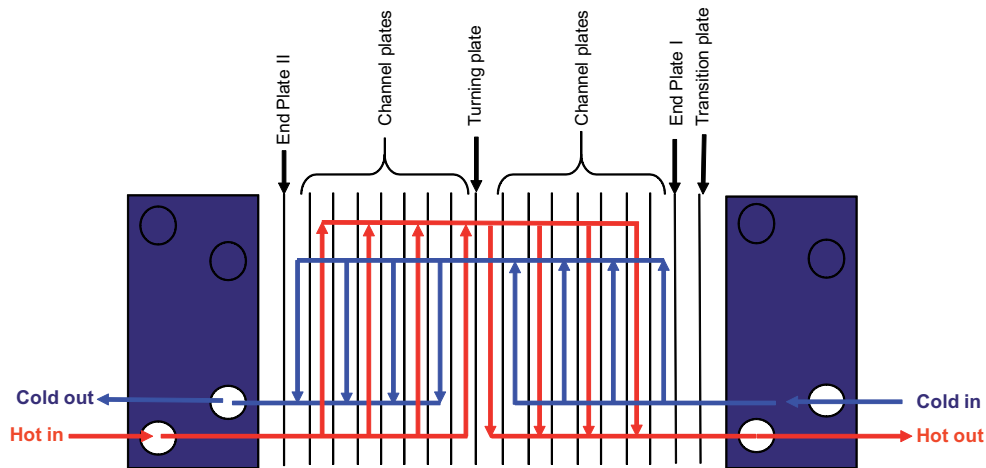 End Plate II
Channel plates
Turning plate
Channel plates
End Plate I
Transition plate
Cold out
Hot in
Cold in
Hot out